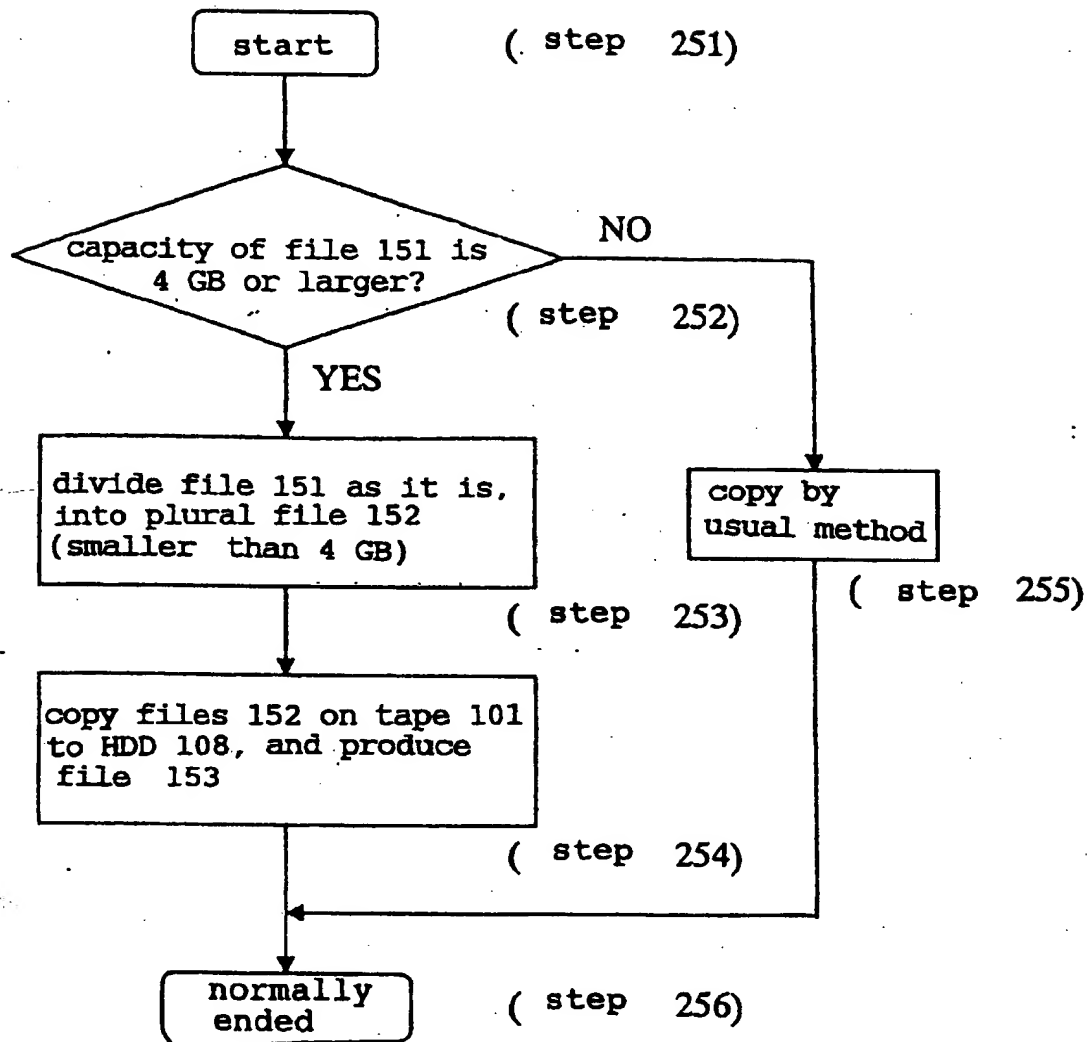 start
( step 251)
capacity of file 151 is
4 GB or larger?
NO
( step 252)
YES
divide file 151 as it is,
into plural file 152
(smaller than 4 GB)
copy by
usual method
( step 253)
( step 255)
copy files 152 on tape 101
to HDD 108, and produce
file 153
( step 254)
normally
ended
( step 256)